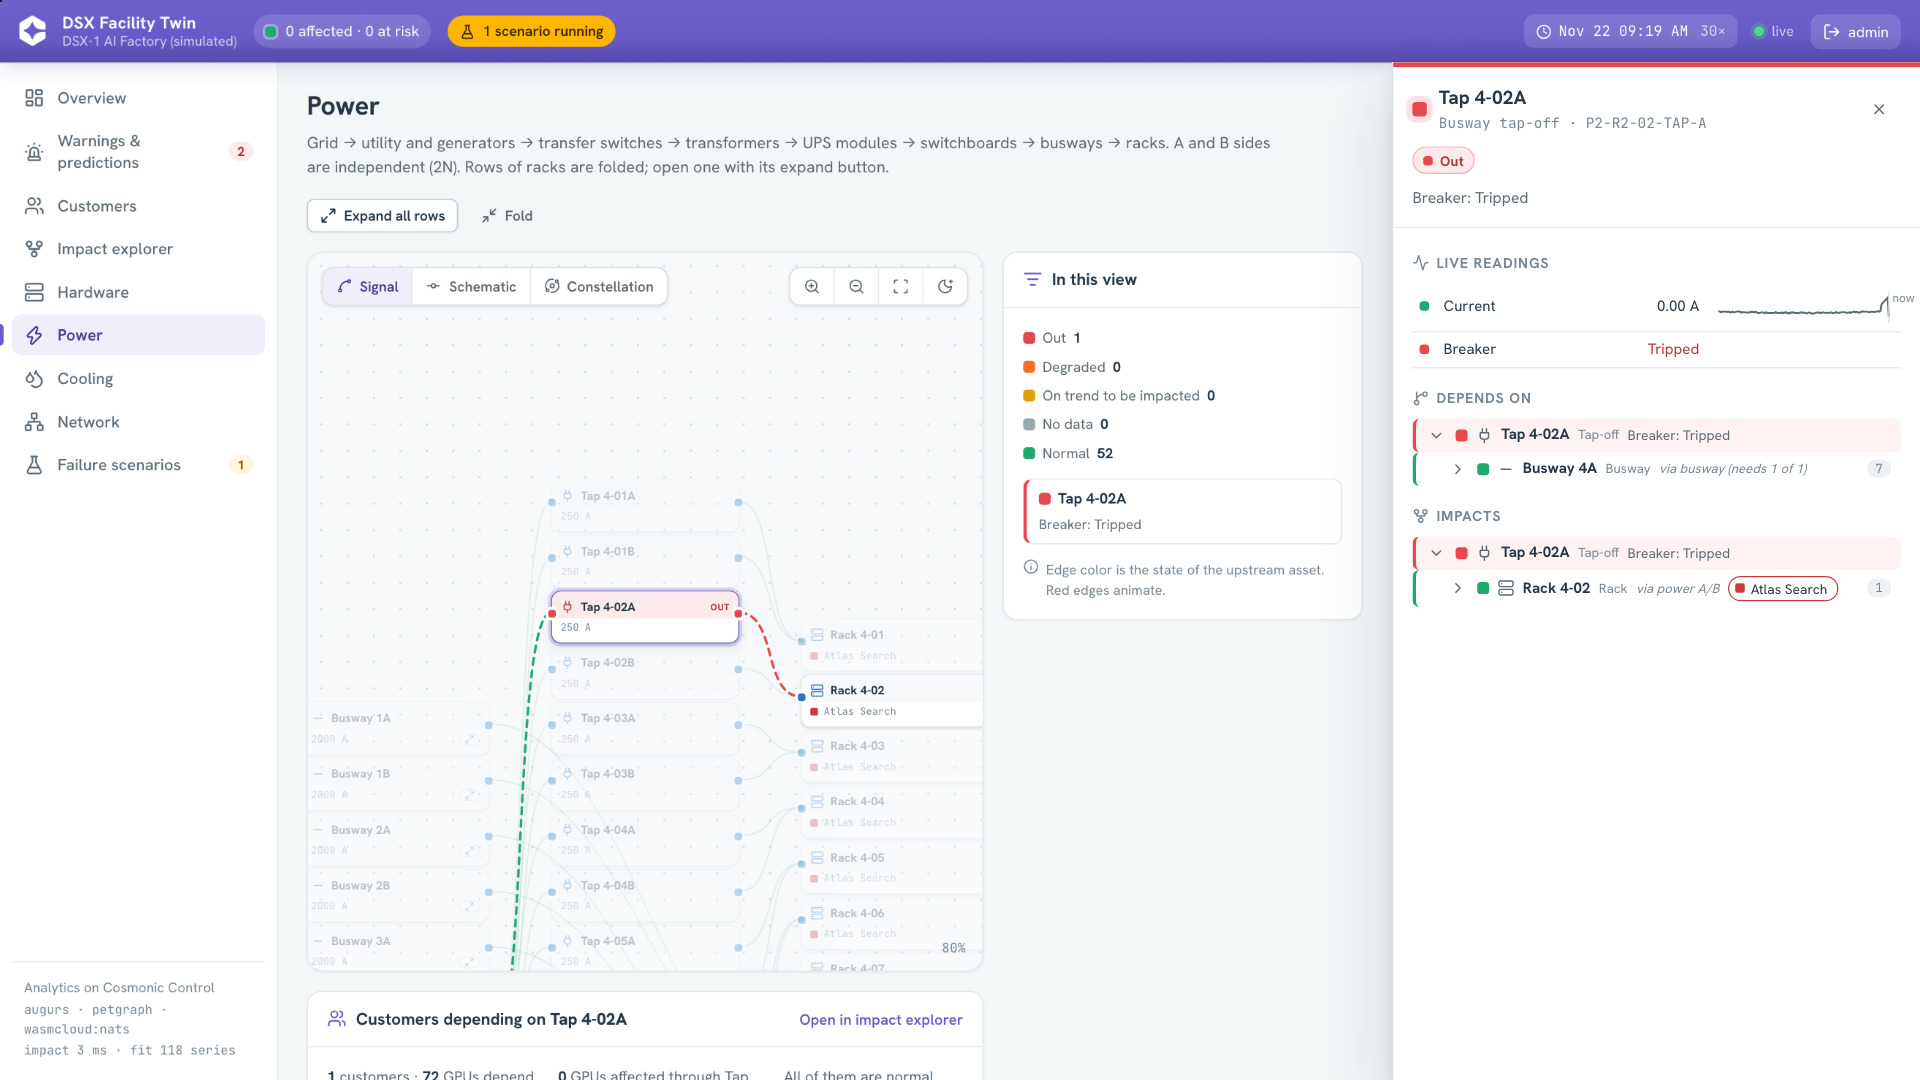 DSX Facility Twin
DSX-1 AI Factory (simulated)
0 affected · 0 at risk
1 scenario running
Nov 22 09:19 AM 30×
live
admin
Overview
Warnings & predictions
2
Customers
Impact explorer
Hardware
Power
Cooling
Network
Failure scenarios
1
Analytics on Cosmonic Control
augurs · petgraph ·
wasmcloud:nats
impact 3 ms · fit 118 series
Power
Grid → utility and generators → transfer switches → transformers → UPS modules → switchboards → busways → racks. A and B sides
are independent (2N). Rows of racks are folded; open one with its expand button.
Expand all rows
Fold
Signal
Schematic
Constellation
Tap 4-01A
250 A
Tap 4-01B
250 A
Tap 4-02A
OUT
250 A
Tap 4-02B
250 A
Tap 4-03A
250 A
Tap 4-03B
250 A
Tap 4-04A
250 A
Tap 4-04B
250 A
Tap 4-05A
250 A
Busway 1A
2000 A
Busway 1B
2000 A
Busway 2A
2000 A
Busway 2B
2000 A
Busway 3A
2000 A
Rack 4-01
Atlas Search
Rack 4-02
Atlas Search
Rack 4-03
Atlas Search
Rack 4-04
Atlas Search
Rack 4-05
Atlas Search
Rack 4-06
Atlas Search
Rack 4-07
80%
In this view
Out 1
Degraded 0
On trend to be impacted 0
No data 0
Normal 52
Tap 4-02A
Breaker: Tripped
Edge color is the state of the upstream asset.
Red edges animate.
Customers depending on Tap 4-02A
Open in impact explorer
1 customers · 72 GPUs depend
0 GPUs affected through Tap
All of them are normal
Tap 4-02A
Busway tap-off · P2-R2-02-TAP-A
Out
Breaker: Tripped
LIVE READINGS
Current
0.00 A
now
Breaker
Tripped
DEPENDS ON
Tap 4-02A Tap-off Breaker: Tripped
Busway 4A Busway via busway (needs 1 of 1)
7
IMPACTS
Tap 4-02A Tap-off Breaker: Tripped
Rack 4-02 Rack via power A/B Atlas Search
1